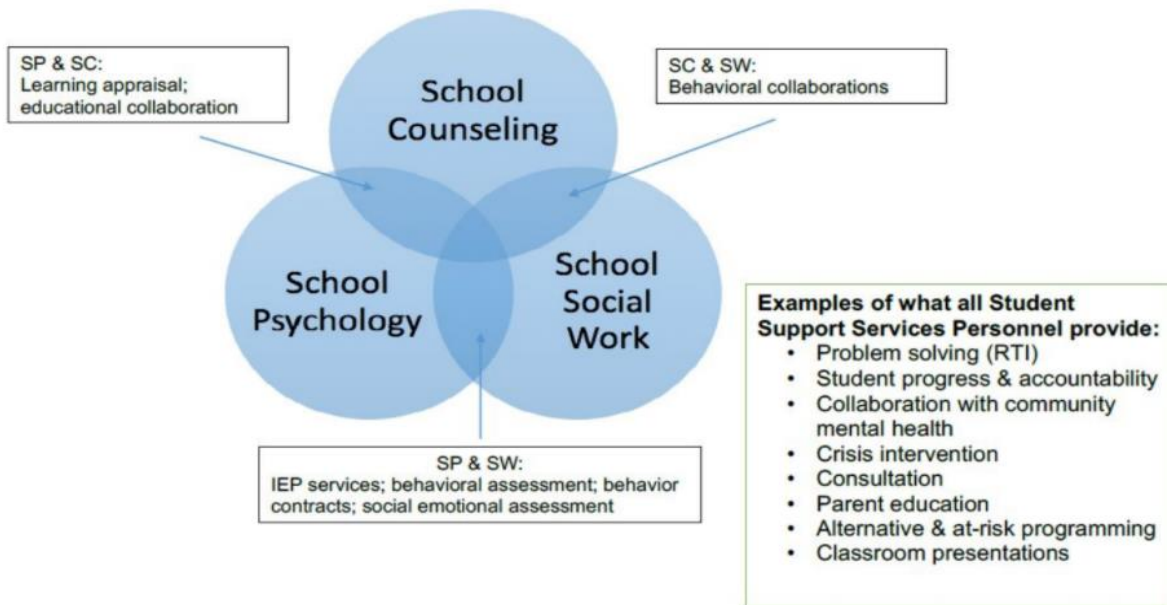 SP & SC:
Learning appraisal;
educational collaboration
SC & SW:
Behavioral collaborations
School
Counseling
School
Psychology
School
Social
Work
SP & SW:
IEP services; behavioral assessment; behavior
contracts; social emotional assessment
Examples of what all Student
Support Services Personnel provide:
• Problem solving (RTI)
• Student progress & accountability
• Collaboration with community
mental health
• Crisis intervention
• Consultation
• Parent education
• Alternative & at-risk programming
• Classroom presentations